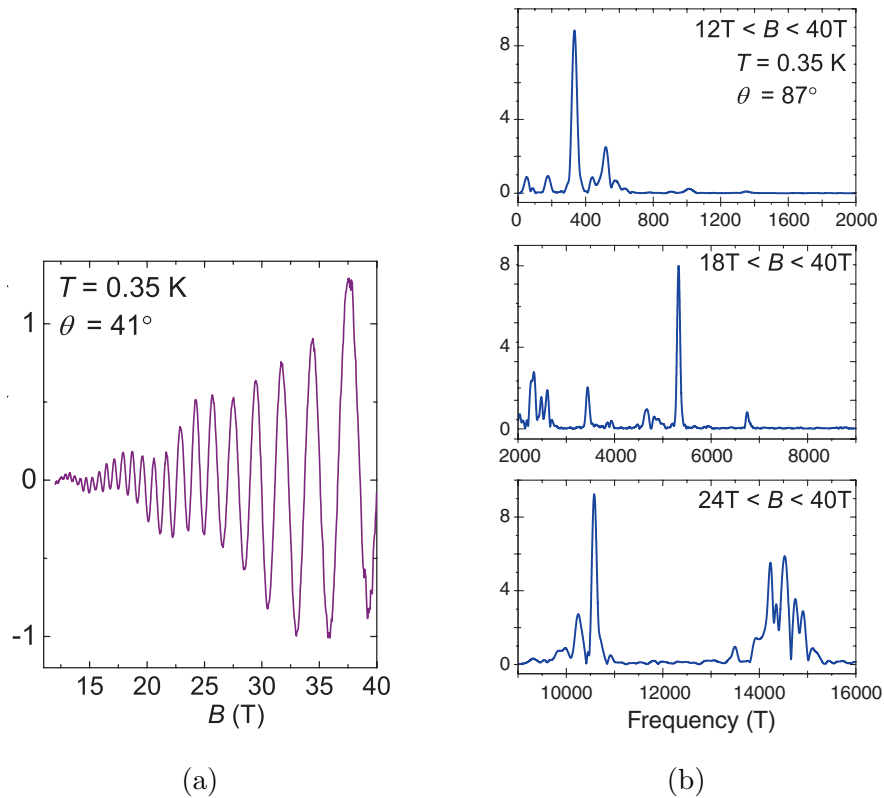 T = 0.35 K
θ = 41°
1
0
-1
15 20 25 30 35 40
B (T)
(a)
12T < B < 40T
T = 0.35 K
θ = 87°
8
4
0
0 400 800 1200 1600 2000
18T < B < 40T
8
4
0
2000 4000 6000 8000
24T < B < 40T
8
4
0
10000 12000 14000 16000
Frequency (T)
(b)